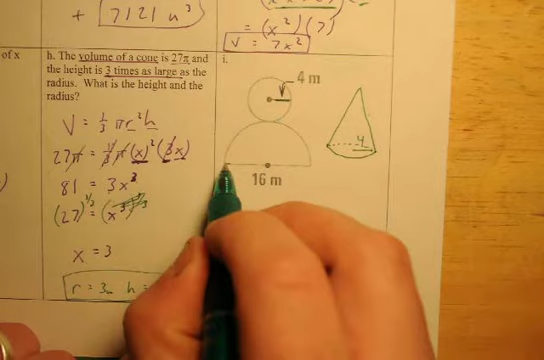 + 7121 u³
= (x²)(7)
V = 7x²
of x
h. The volume of a cone is 27π and
the height is 3 times as large as the
radius. What is the height and the
radius?
V = ⅓ πr²h
27π = ⅓π(x)²(3x)
81 = 3x³
(27)^1/3 = (x³)^1/3
x = 3
r = 3m h =
i.
4 m
4
16 m